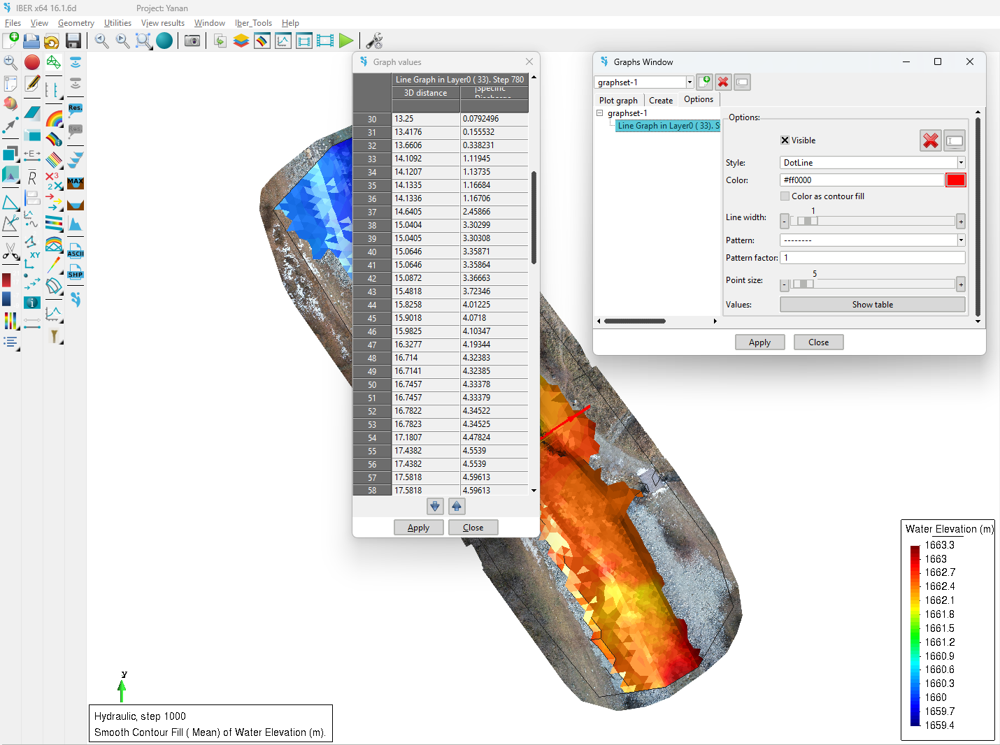 IBER x64 16.1.6d Project: Yanan
Files View Geometry Utilities View results Window Iber_Tools Help
Graph values
Line Graph in Layer0 ( 33). Step 780
3D distance |Specific Discharge
30 13.25 0.0792496
31 13.4176 0.155532
32 13.6606 0.338231
33 14.1092 1.11945
34 14.1207 1.13735
35 14.1335 1.16684
36 14.1336 1.16706
37 14.6405 2.45866
38 15.0404 3.30299
39 15.0405 3.30308
40 15.0646 3.35871
41 15.0646 3.35864
42 15.0872 3.36663
43 15.4818 3.72346
44 15.8258 4.01225
45 15.9018 4.0718
46 15.9825 4.10347
47 16.3277 4.19344
48 16.714 4.32383
49 16.7141 4.32385
50 16.7457 4.33378
51 16.7457 4.33379
52 16.7822 4.34522
53 16.7823 4.34525
54 17.1807 4.47824
55 17.4382 4.5539
56 17.4382 4.5539
57 17.5818 4.59613
58 17.5818 4.59613
Apply Close
Graphs Window
graphset-1
Plot graph Create Options
graphset-1
Line Graph in Layer0 ( 33). S
Options:
Visible
Style: DotLine
Color: #ff0000
Color as contour fill
1
Line width: - +
Pattern: --------
Pattern factor: 1
5
Point size: - +
Values: Show table
Apply Close
Res.
Res.
E
R
MAX
×3
2×
XY
ASCII
SHP
i
Water Elevation (m)
1663.3
1663
1662.7
1662.4
1662.1
1661.8
1661.5
1661.2
1660.9
1660.6
1660.3
1660
1659.7
1659.4
y
Hydraulic, step 1000
Smooth Contour Fill ( Mean) of Water Elevation (m).